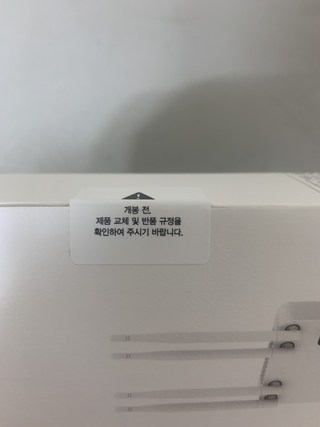 개봉 전,
제품 교체 및 반품 규정을
확인하여 주시기 바랍니다.